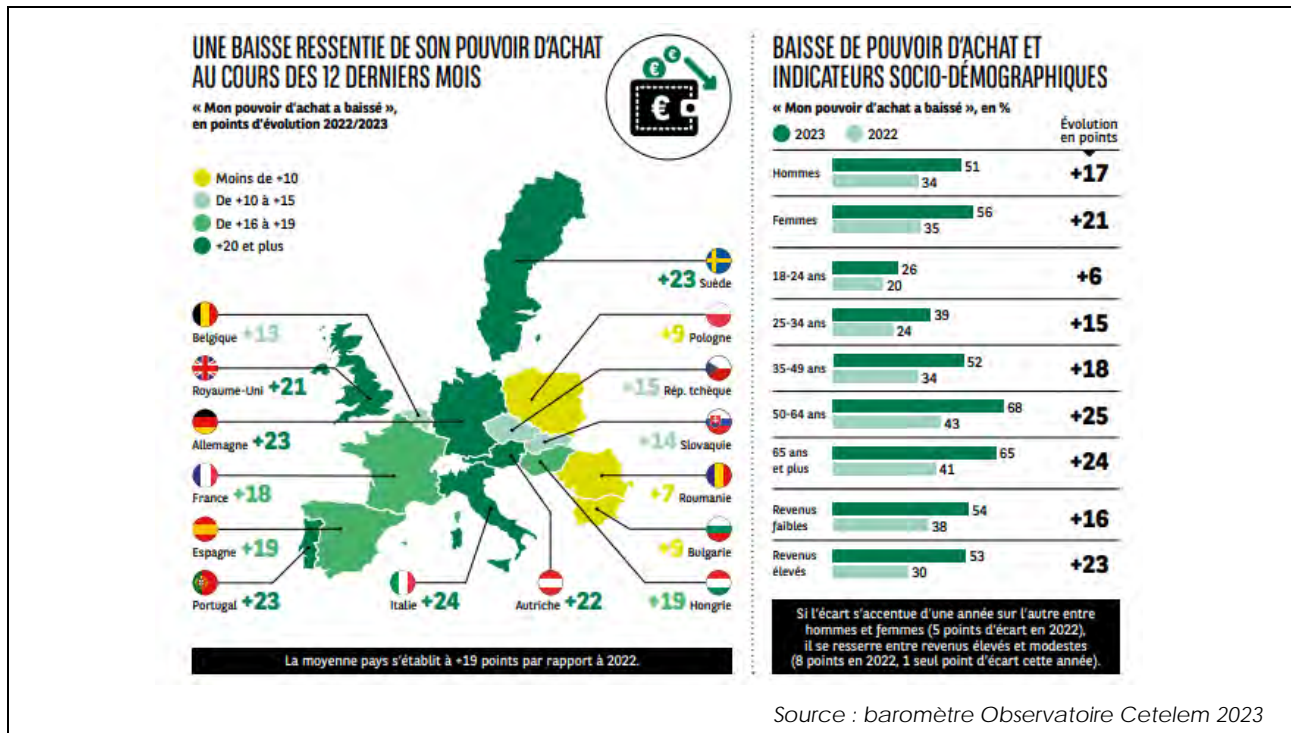 UNE BAISSE RESSENTIE DE SON POUVOIR D'ACHAT
AU COURS DES 12 DERNIERS MOIS
« Mon pouvoir d'achat a baissé »,
en points d'évolution 2022/2023
€ €
€
Moins de +10
De +10 à +15
De +16 à +19
+20 et plus
+23 Suède
Belgique +13
+9 Pologne
Royaume-Uni +21
+15 Rép. tchèque
Allemagne +23
+14 Slovaquie
France +18
+7 Roumanie
Espagne +19
+9 Bulgarie
Portugal +23
Italie +24
Autriche +22
+19 Hongrie
La moyenne pays s'établit à +19 points par rapport à 2022.
BAISSE DE POUVOIR D'ACHAT ET
INDICATEURS SOCIO-DÉMOGRAPHIQUES
« Mon pouvoir d'achat a baissé », en %
2023 2022
Évolution
en points
Hommes 51 34 +17
Femmes 56 35 +21
18-24 ans 26 20 +6
25-34 ans 39 24 +15
35-49 ans 52 34 +18
50-64 ans 68 43 +25
65 ans
et plus 65 41 +24
Revenus
faibles 54 38 +16
Revenus
élevés 53 30 +23
Si l'écart s'accentue d'une année sur l'autre entre
hommes et femmes (5 points d'écart en 2022),
il se resserre entre revenus élevés et modestes
(8 points en 2022, 1 seul point d'écart cette année).
Source : baromètre Observatoire Cetelem 2023